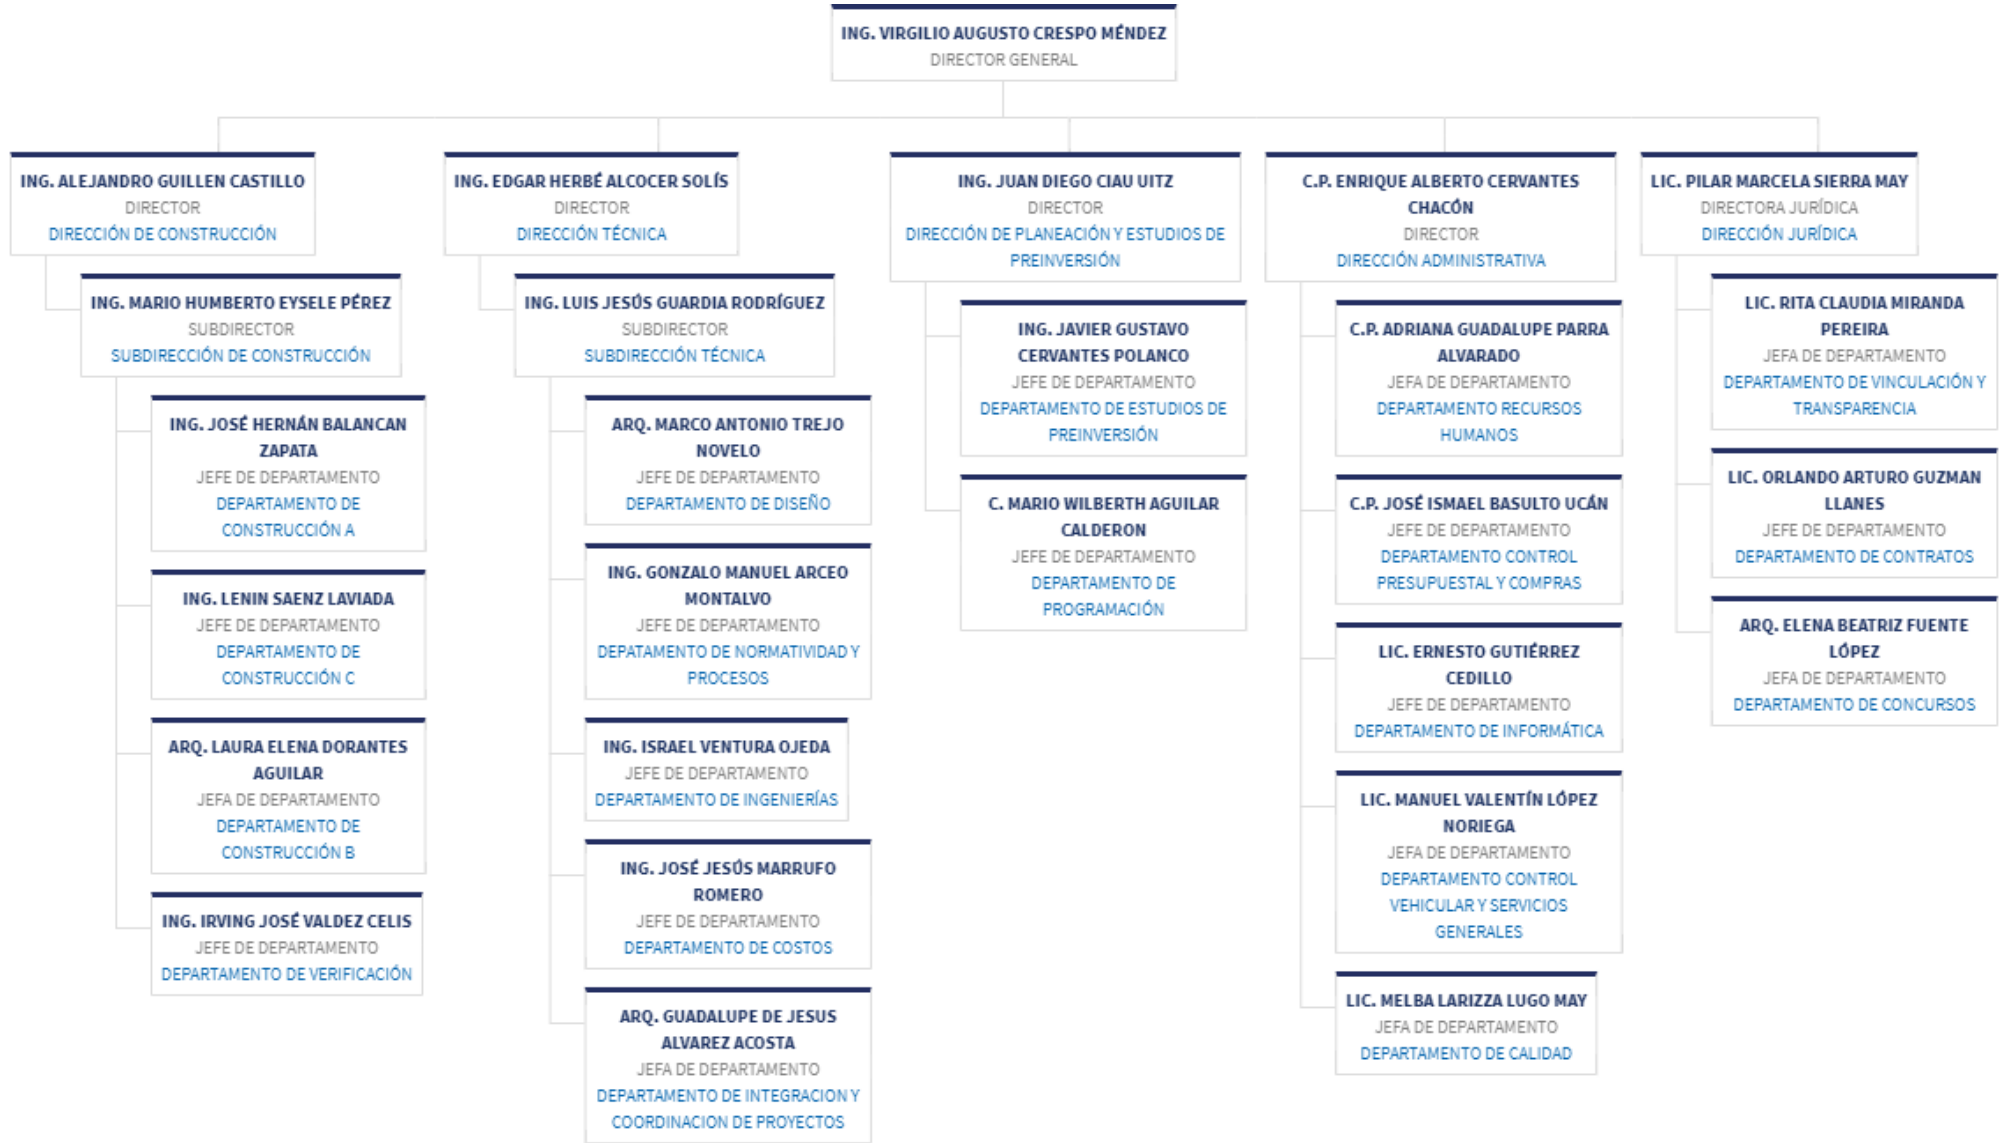 ING. VIRGILIO AUGUSTO CRESPO MÉNDEZ
DIRECTOR GENERAL
ING. ALEJANDRO GUILLEN CASTILLO
DIRECTOR
DIRECCIÓN DE CONSTRUCCIÓN
ING. MARIO HUMBERTO EYSELE PÉREZ
SUBDIRECTOR
SUBDIRECCIÓN DE CONSTRUCCIÓN
ING. JOSÉ HERNÁN BALANCAN
ZAPATA
JEFE DE DEPARTAMENTO
DEPARTAMENTO DE
CONSTRUCCIÓN A
ING. LENIN SAENZ LAVIADA
JEFE DE DEPARTAMENTO
DEPARTAMENTO DE
CONSTRUCCIÓN C
ARQ. LAURA ELENA DORANTES
AGUILAR
JEFA DE DEPARTAMENTO
DEPARTAMENTO DE
CONSTRUCCIÓN B
ING. IRVING JOSÉ VALDEZ CELIS
JEFE DE DEPARTAMENTO
DEPARTAMENTO DE VERIFICACIÓN
ING. EDGAR HERBÉ ALCOCER SOLÍS
DIRECTOR
DIRECCIÓN TÉCNICA
ING. LUIS JESÚS GUARDIA RODRÍGUEZ
SUBDIRECTOR
SUBDIRECCIÓN TÉCNICA
ARQ. MARCO ANTONIO TREJO
NOVELO
JEFE DE DEPARTAMENTO
DEPARTAMENTO DE DISEÑO
ING. GONZALO MANUEL ARCEO
MONTALVO
JEFE DE DEPARTAMENTO
DEPATAMENTO DE NORMATIVIDAD Y
PROCESOS
ING. ISRAEL VENTURA OJEDA
JEFE DE DEPARTAMENTO
DEPARTAMENTO DE INGENIERÍAS
ING. JOSÉ JESÚS MARRUFO
ROMERO
JEFE DE DEPARTAMENTO
DEPARTAMENTO DE COSTOS
ARQ. GUADALUPE DE JESUS
ALVAREZ ACOSTA
JEFA DE DEPARTAMENTO
DEPARTAMENTO DE INTEGRACION Y
COORDINACION DE PROYECTOS
ING. JUAN DIEGO CIAU UITZ
DIRECTOR
DIRECCIÓN DE PLANEACIÓN Y ESTUDIOS DE
PREINVERSIÓN
ING. JAVIER GUSTAVO
CERVANTES POLANCO
JEFE DE DEPARTAMENTO
DEPARTAMENTO DE ESTUDIOS DE
PREINVERSIÓN
C. MARIO WILBERTH AGUILAR
CALDERON
JEFE DE DEPARTAMENTO
DEPARTAMENTO DE
PROGRAMACIÓN
C.P. ENRIQUE ALBERTO CERVANTES
CHACÓN
DIRECTOR
DIRECCIÓN ADMINISTRATIVA
C.P. ADRIANA GUADALUPE PARRA
ALVARADO
JEFA DE DEPARTAMENTO
DEPARTAMENTO RECURSOS
HUMANOS
C.P. JOSÉ ISMAEL BASULTO UCÁN
JEFE DE DEPARTAMENTO
DEPARTAMENTO CONTROL
PRESUPUESTAL Y COMPRAS
LIC. ERNESTO GUTIÉRREZ
CEDILLO
JEFE DE DEPARTAMENTO
DEPARTAMENTO DE INFORMÁTICA
LIC. MANUEL VALENTÍN LÓPEZ
NORIEGA
JEFA DE DEPARTAMENTO
DEPARTAMENTO CONTROL
VEHICULAR Y SERVICIOS
GENERALES
LIC. MELBA LARIZZA LUGO MAY
JEFA DE DEPARTAMENTO
DEPARTAMENTO DE CALIDAD
LIC. PILAR MARCELA SIERRA MAY
DIRECTORA JURÍDICA
DIRECCIÓN JURÍDICA
LIC. RITA CLAUDIA MIRANDA
PEREIRA
JEFA DE DEPARTAMENTO
DEPARTAMENTO DE VINCULACIÓN Y
TRANSPARENCIA
LIC. ORLANDO ARTURO GUZMAN
LLANES
JEFE DE DEPARTAMENTO
DEPARTAMENTO DE CONTRATOS
ARQ. ELENA BEATRIZ FUENTE
LÓPEZ
JEFA DE DEPARTAMENTO
DEPARTAMENTO DE CONCURSOS